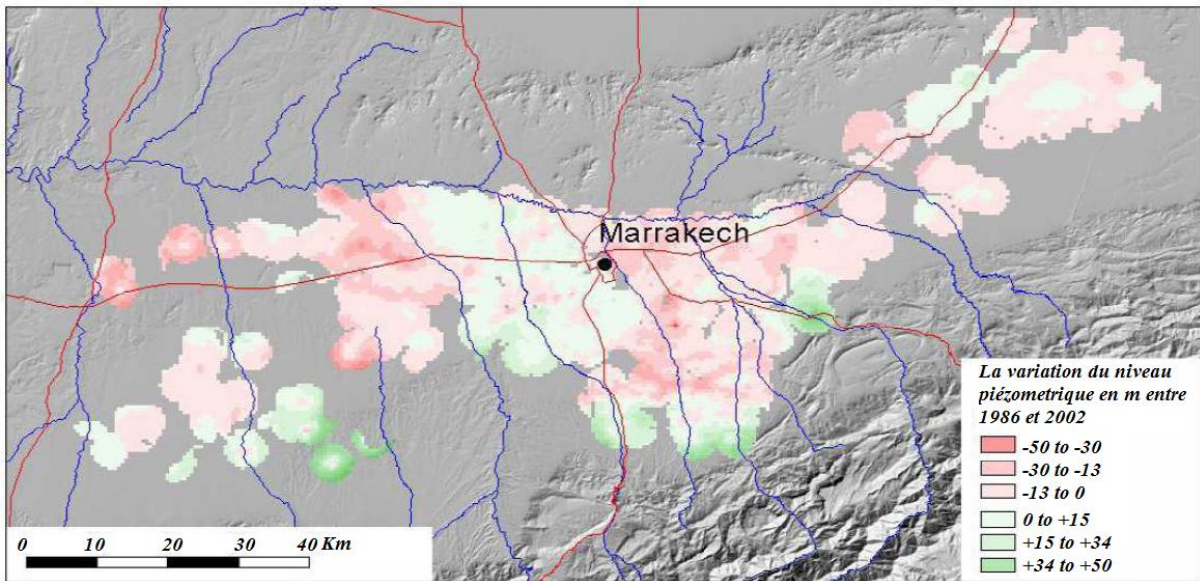 Marrakech
La variation du niveau
piézometrique en m entre
1986 et 2002
-50 to -30
-30 to -13
-13 to 0
0 to +15
+15 to +34
+34 to +50
0 10 20 30 40 Km